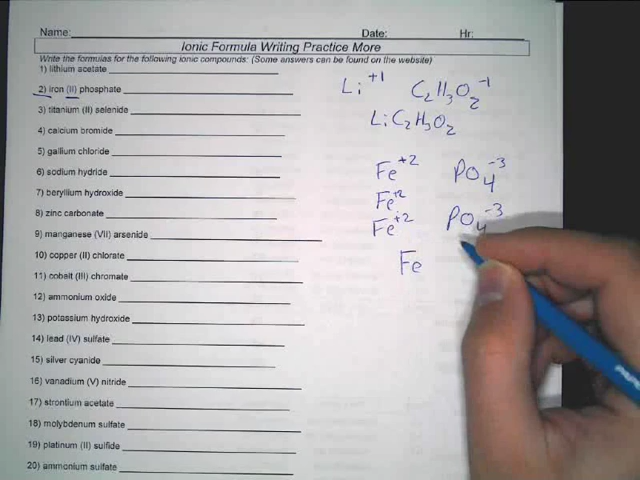 Name: Date: Hr:
Ionic Formula Writing Practice More
Write the formulas for the following ionic compounds: (Some answers can be found on the website)
1) lithium acetate
2) iron (II) phosphate
3) titanium (II) selenide
4) calcium bromide
5) gallium chloride
6) sodium hydride
7) beryllium hydroxide
8) zinc carbonate
9) manganese (VII) arsenide
10) copper (II) chlorate
11) cobalt (III) chromate
12) ammonium oxide
13) potassium hydroxide
14) lead (IV) sulfate
15) silver cyanide
16) vanadium (V) nitride
17) strontium acetate
18) molybdenum sulfate
19) platinum (II) sulfide
20) ammonium sulfate
Li+1 C2H3O2-1
LiC2H3O2
Fe+2 PO4-3
Fe+2
Fe+2 PO4-3
Fe